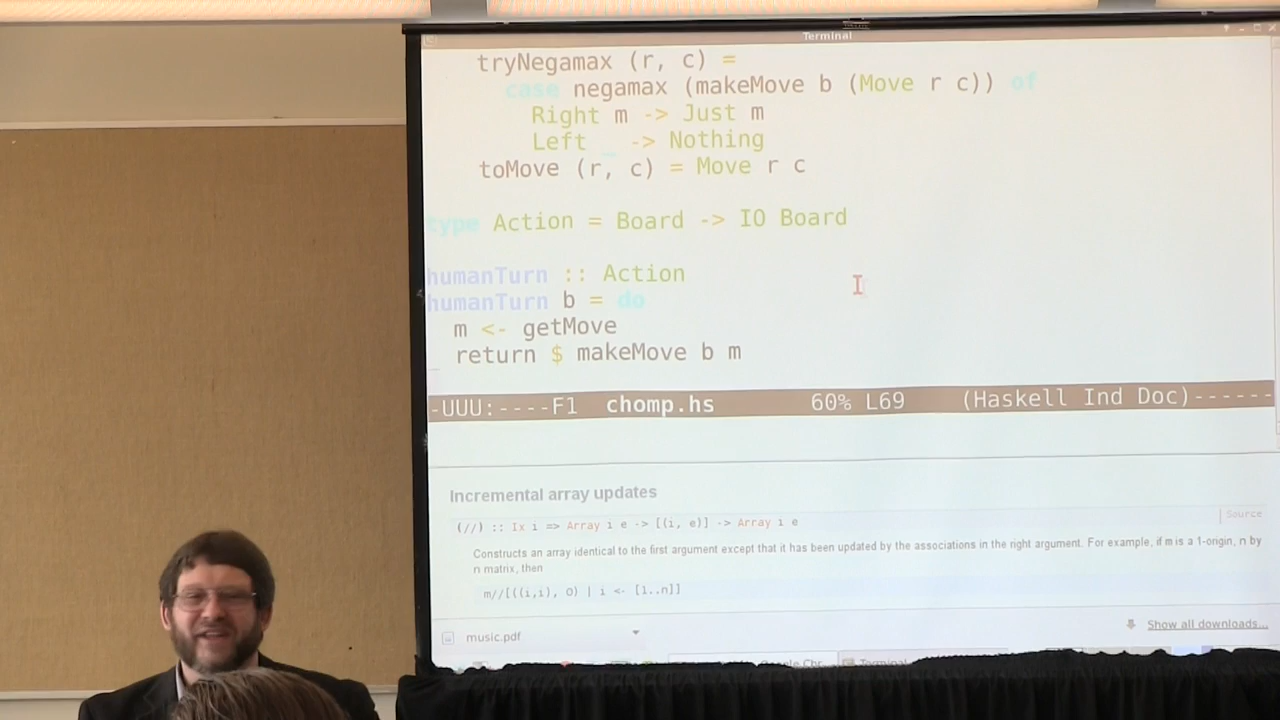 Terminal
tryNegamax (r, c) =
case negamax (makeMove b (Move r c)) of
Right m -> Just m
Left _ -> Nothing
toMove (r, c) = Move r c
type Action = Board -> IO Board
humanTurn :: Action
humanTurn b = do
m <- getMove
return $ makeMove b m
-UUU:----F1 chomp.hs 60% L69 (Haskell Ind Doc)------
Incremental array updates
(//) :: Ix i => Array i e -> [(i, e)] -> Array i e
Source
Constructs an array identical to the first argument except that it has been updated by the associations in the right argument. For example, if m is a 1-origin, n by
n matrix, then
m//[((i,i), 0) | i <- [1..n]]
music.pdf
Show all downloads...
Terminal